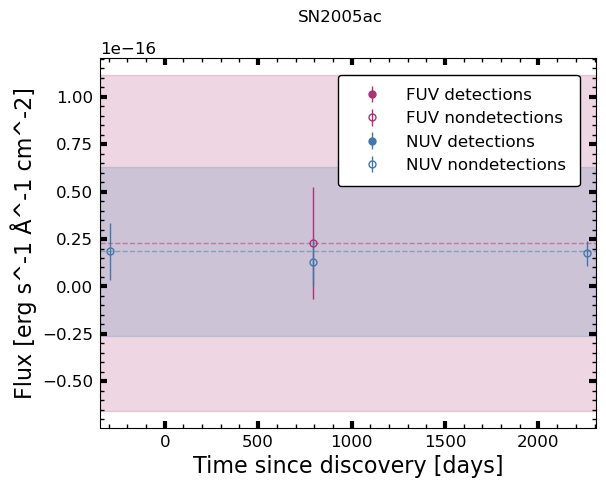 SN2005ac
1e−16
FUV detections
FUV nondetections
NUV detections
NUV nondetections
1.00
0.75
0.50
0.25
0.00
−0.25
−0.50
Flux [erg s^-1 Å^-1 cm^-2]
0 500 1000 1500 2000
Time since discovery [days]